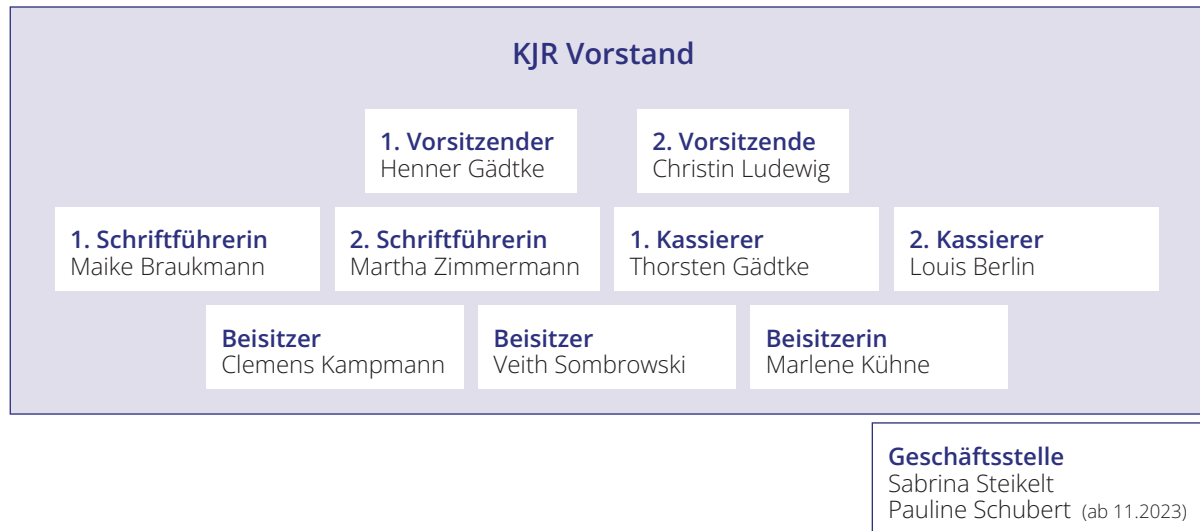 KJR Vorstand
1. Vorsitzender
Henner Gädtke
2. Vorsitzende
Christin Ludewig
1. Schriftführerin
Maike Braukmann
2. Schriftführerin
Martha Zimmermann
1. Kassierer
Thorsten Gädtke
2. Kassierer
Louis Berlin
Beisitzer
Clemens Kampmann
Beisitzer
Veith Sombrowski
Beisitzerin
Marlene Kühne
Geschäftsstelle
Sabrina Steikelt
Pauline Schubert (ab 11.2023)